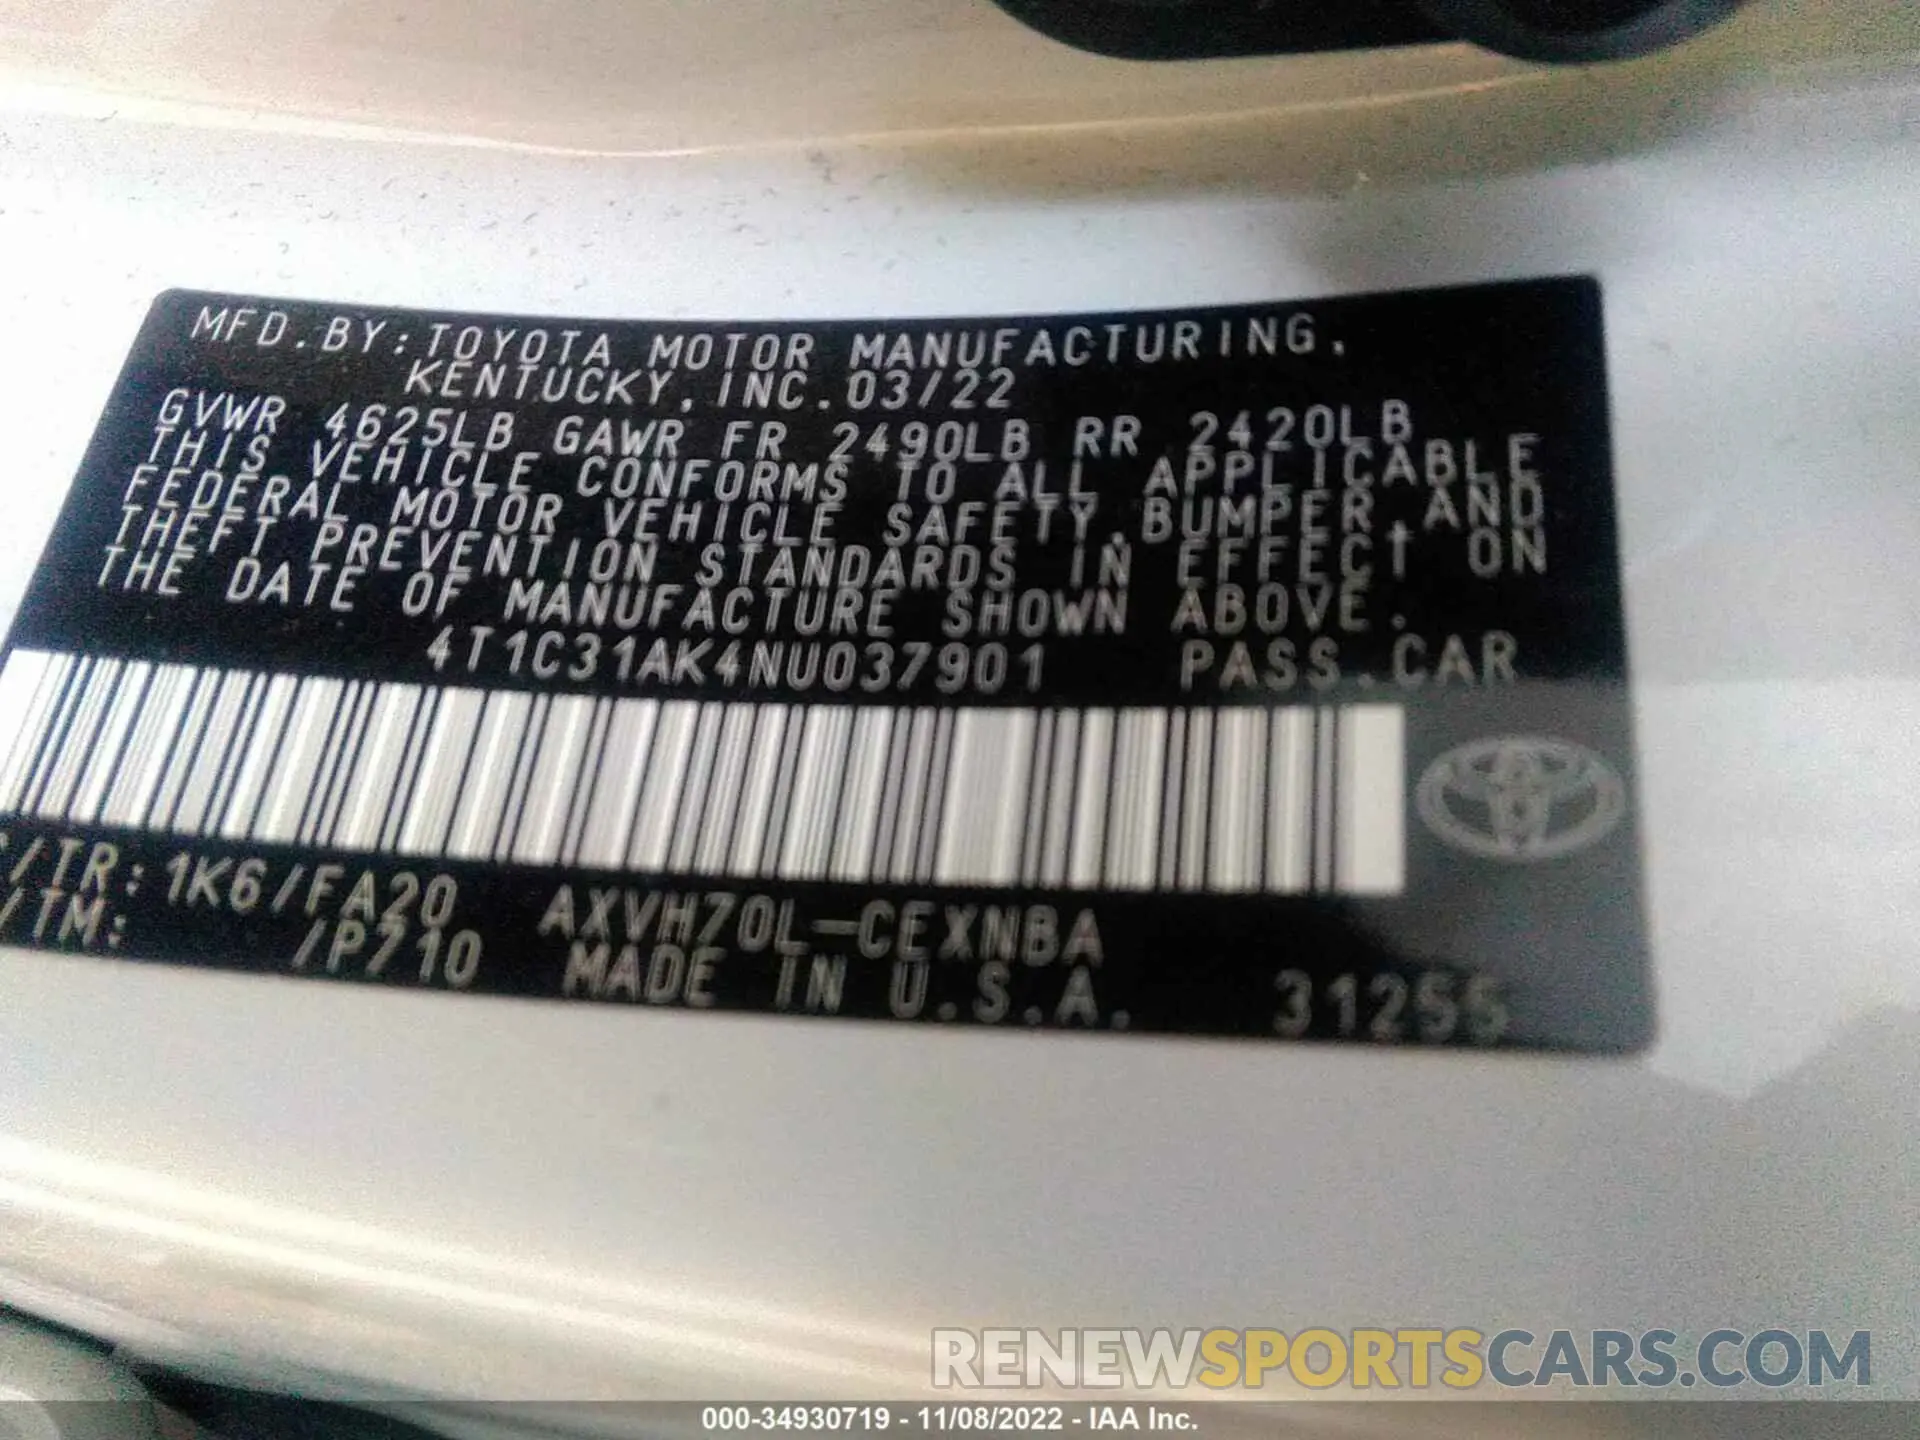 MFD.BY:TOYOTA MOTOR MANUFACTURING,
KENTUCKY, INC.03/22
GVWR 4625LB GAWR FR 2490LB RR 2420LB
THIS VEHICLE CONFORMS TO ALL APPLICABLE
FEDERAL MOTOR VEHICLE SAFETY,BUMPER,AND
THEFT PREVENTION STANDARDS IN EFFECT ON
THE DATE OF MANUFACTURE SHOWN ABOVE.
4T1C31AK4NU037901 PASS.CAR
/TR:1K6/FA20 AXVH70L-CEXNBA
/TM: /P710 MADE IN U.S.A. 31255
RENEWSPORTSCARS.COM
000-34930719 - 11/08/2022 - IAA Inc.